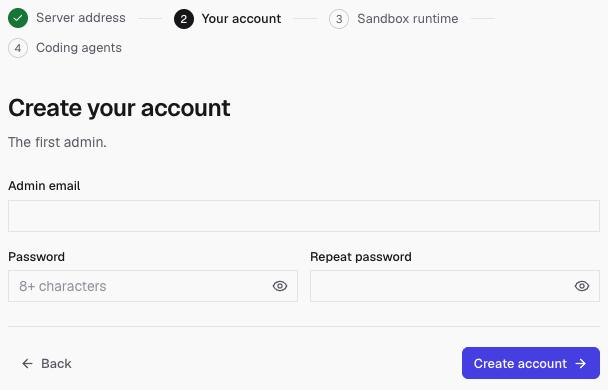 Server address
2 Your account
3 Sandbox runtime
4 Coding agents
Create your account
The first admin.
Admin email
Password
Repeat password
8+ characters
Back
Create account